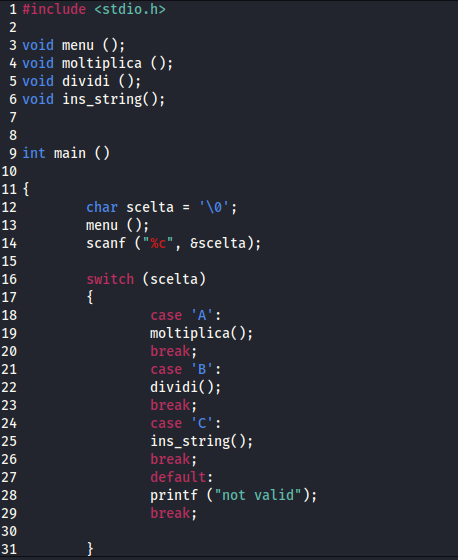 1 #include <stdio.h>
2
3 void menu ();
4 void moltiplica ();
5 void dividi ();
6 void ins_string();
7
8
9 int main ()
10
11 {
12 char scelta = '\0';
13 menu ();
14 scanf ("%c", &scelta);
15
16 switch (scelta)
17 {
18 case 'A':
19 moltiplica();
20 break;
21 case 'B':
22 dividi();
23 break;
24 case 'C':
25 ins_string();
26 break;
27 default:
28 printf ("not valid");
29 break;
30
31 }